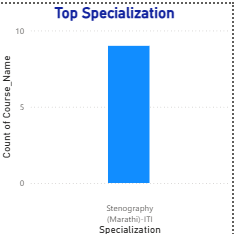 Top Specialization
10
Count of Course_Name
5
0
Stenography
(Marathi)-ITI
Specialization